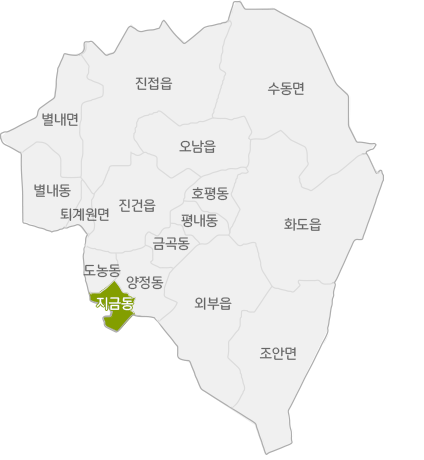 진접읍
수동면
별내면
오남읍
별내동
호평동
퇴계원면
진건읍
평내동
화도읍
금곡동
도농동
양정동
지금동
외부읍
조안면